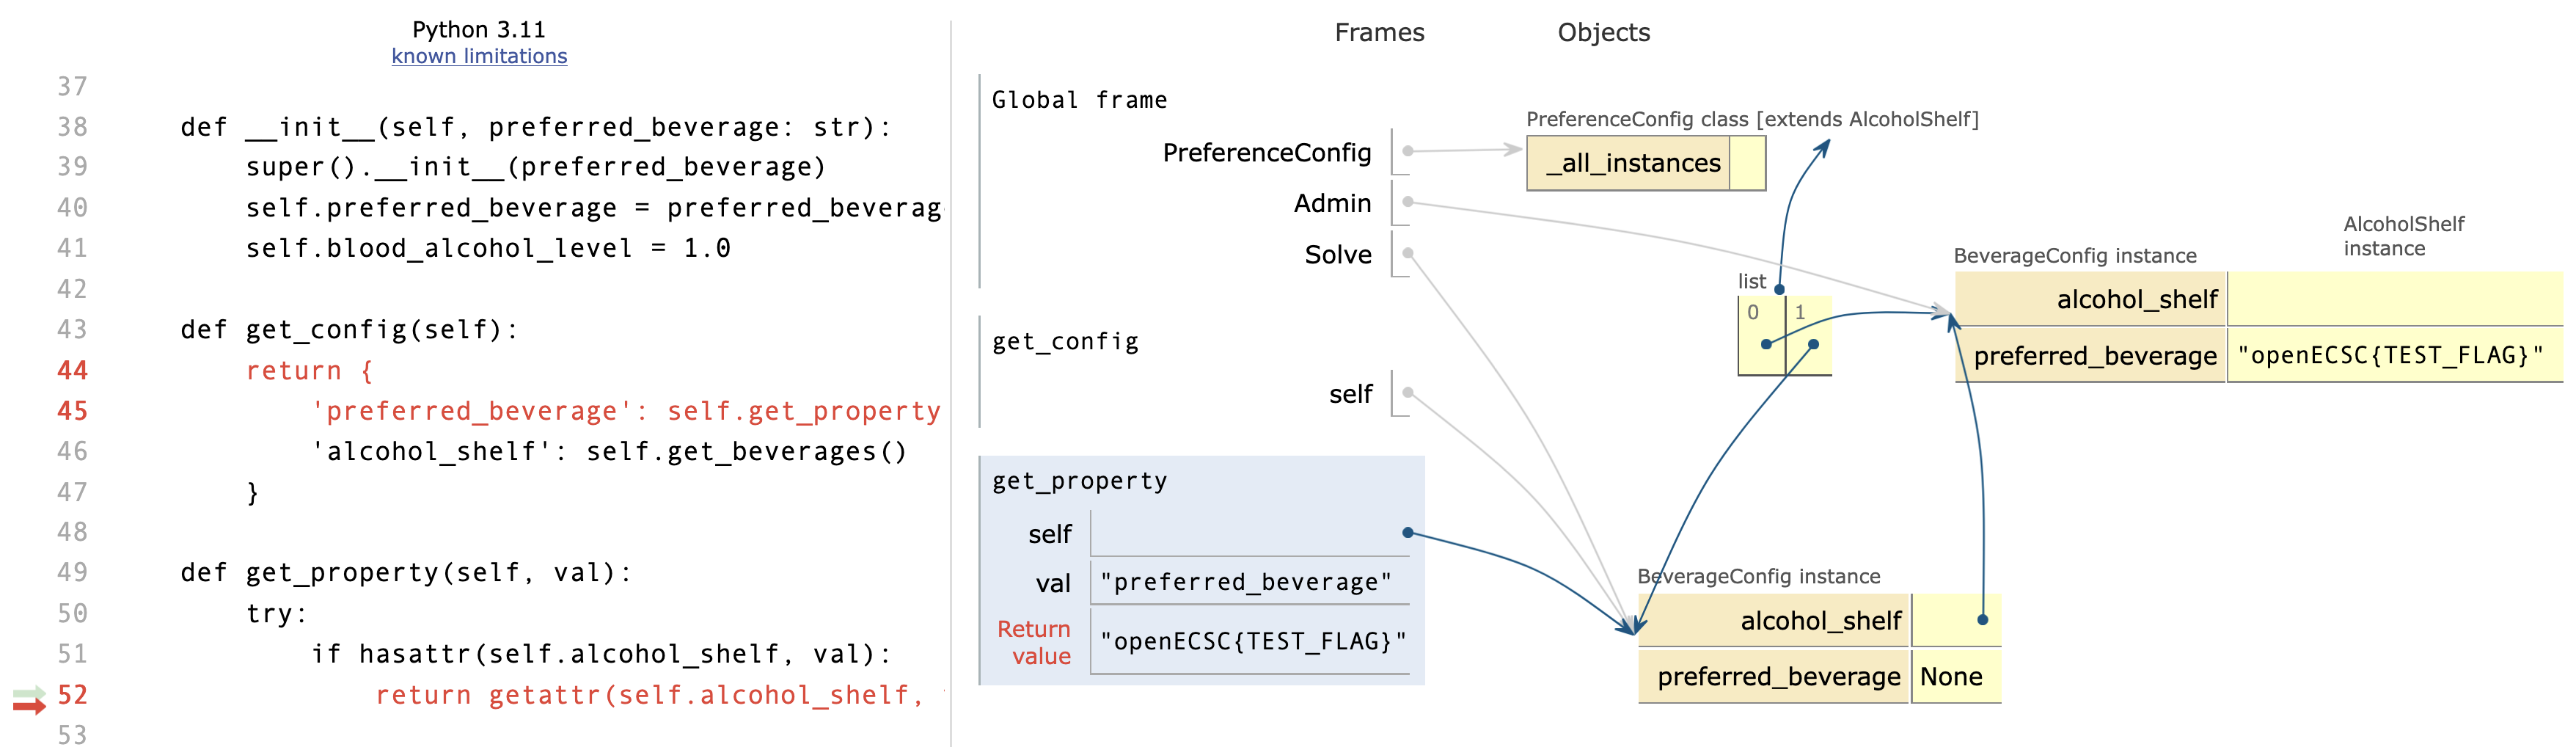 Python 3.11
known limitations
37
38 def __init__(self, preferred_beverage: str):
39 super().__init__(preferred_beverage)
40 self.preferred_beverage = preferred_beverag
41 self.blood_alcohol_level = 1.0
42
43 def get_config(self):
44 return {
45 'preferred_beverage': self.get_property
46 'alcohol_shelf': self.get_beverages()
47 }
48
49 def get_property(self, val):
50 try:
51 if hasattr(self.alcohol_shelf, val):
52 return getattr(self.alcohol_shelf,
53
Frames Objects
Global frame
PreferenceConfig
Admin
Solve
get_config
self
get_property
self
val "preferred_beverage"
Return
value "openECSC{TEST_FLAG}"
PreferenceConfig class [extends AlcoholShelf]
_all_instances
list
0 1
AlcoholShelf
instance
BeverageConfig instance
alcohol_shelf
preferred_beverage "openECSC{TEST_FLAG}"
BeverageConfig instance
alcohol_shelf
preferred_beverage None